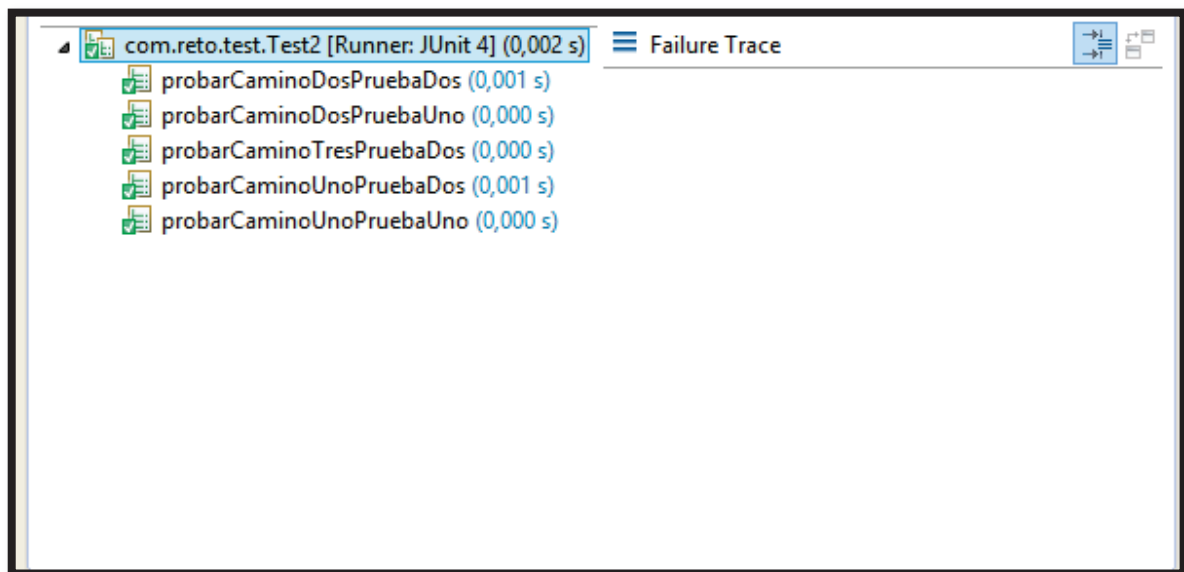 com.reto.test.Test2 [Runner: JUnit 4] (0,002 s)
probarCaminoDosPruebaDos (0,001 s)
probarCaminoDosPruebaUno (0,000 s)
probarCaminoTresPruebaDos (0,000 s)
probarCaminoUnoPruebaDos (0,001 s)
probarCaminoUnoPruebaUno (0,000 s)
Failure Trace